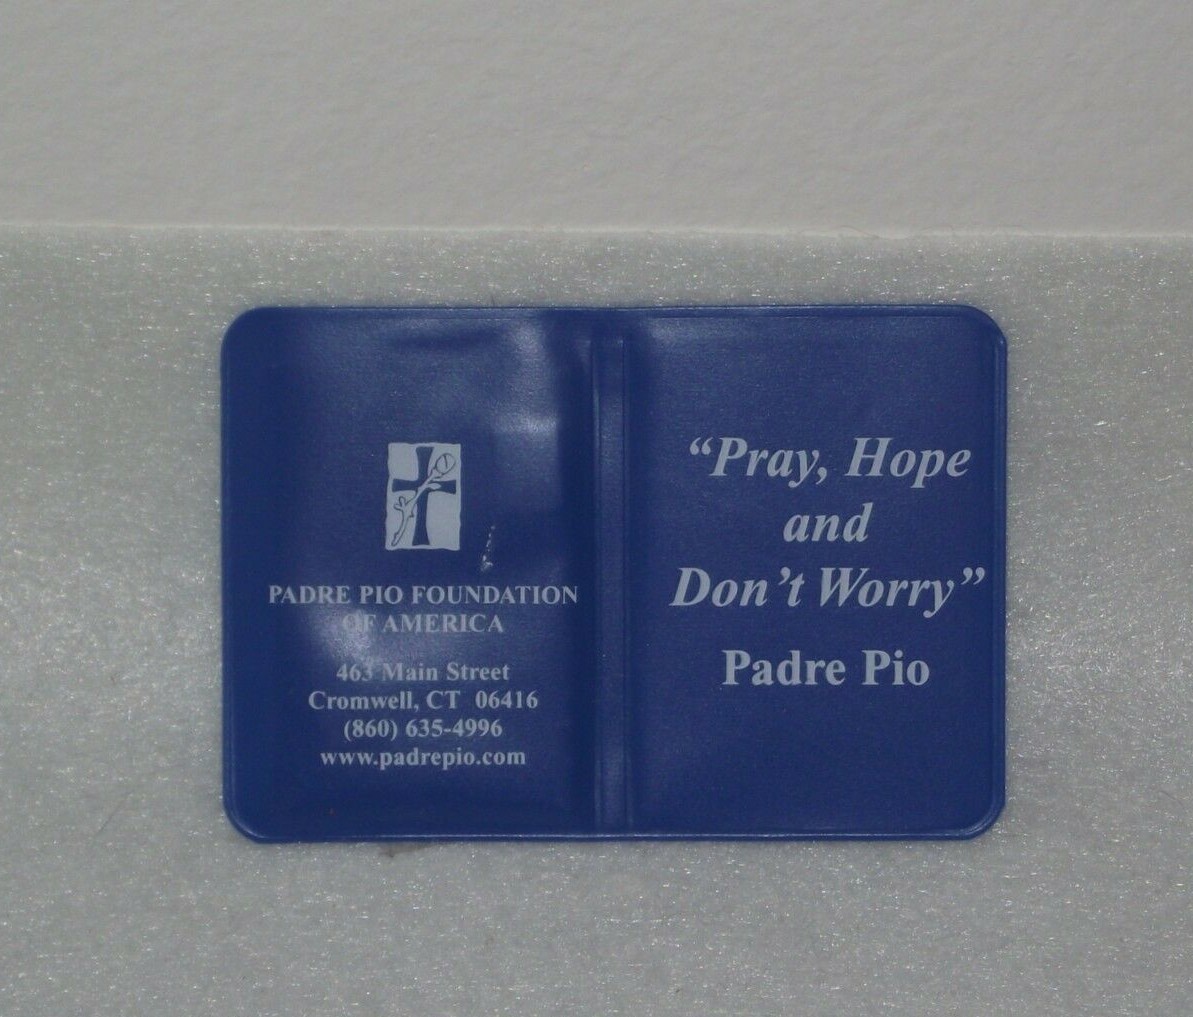 PADRE PIO FOUNDATION
OF AMERICA
463 Main Street
Cromwell, CT 06416
(860) 635-4996
www.padrepio.com
“Pray, Hope
and
Don’t Worry”
Padre Pio